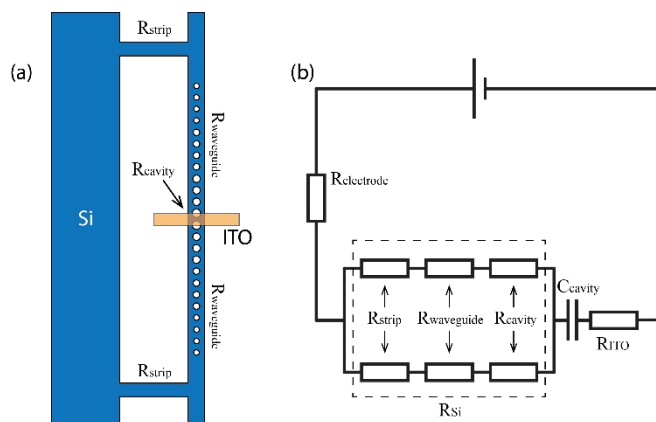 (a)
Rstrip
Rwaveguide
Rcavity
Si
ITO
Rwaveguide
Rstrip
(b)
Relectrode
Ccavity
Rstrip Rwaveguide Rcavity
RITO
RSi